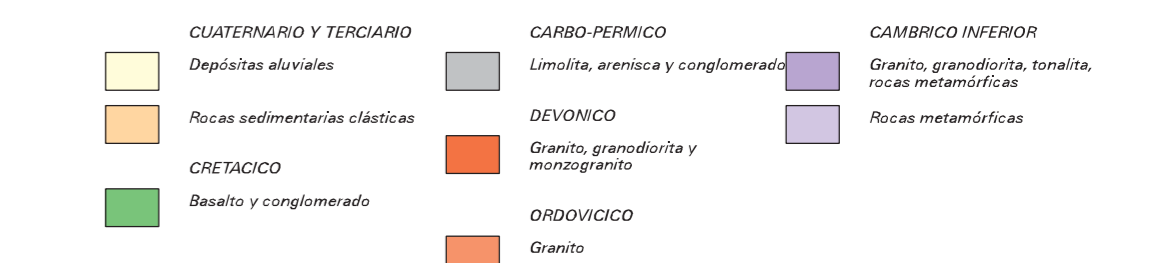 CUATERNARIO Y TERCIARIO
Depósitas aluviales
Rocas sedimentarias clásticas
CRETACICO
Basalto y conglomerado
CARBO-PERMICO
Limolita, arenisca y conglomerado
DEVONICO
Granito, granodiorita y
monzogranito
ORDOVICICO
Granito
CAMBRICO INFERIOR
Granito, granodiorita, tonalita,
rocas metamórficas
Rocas metamórficas